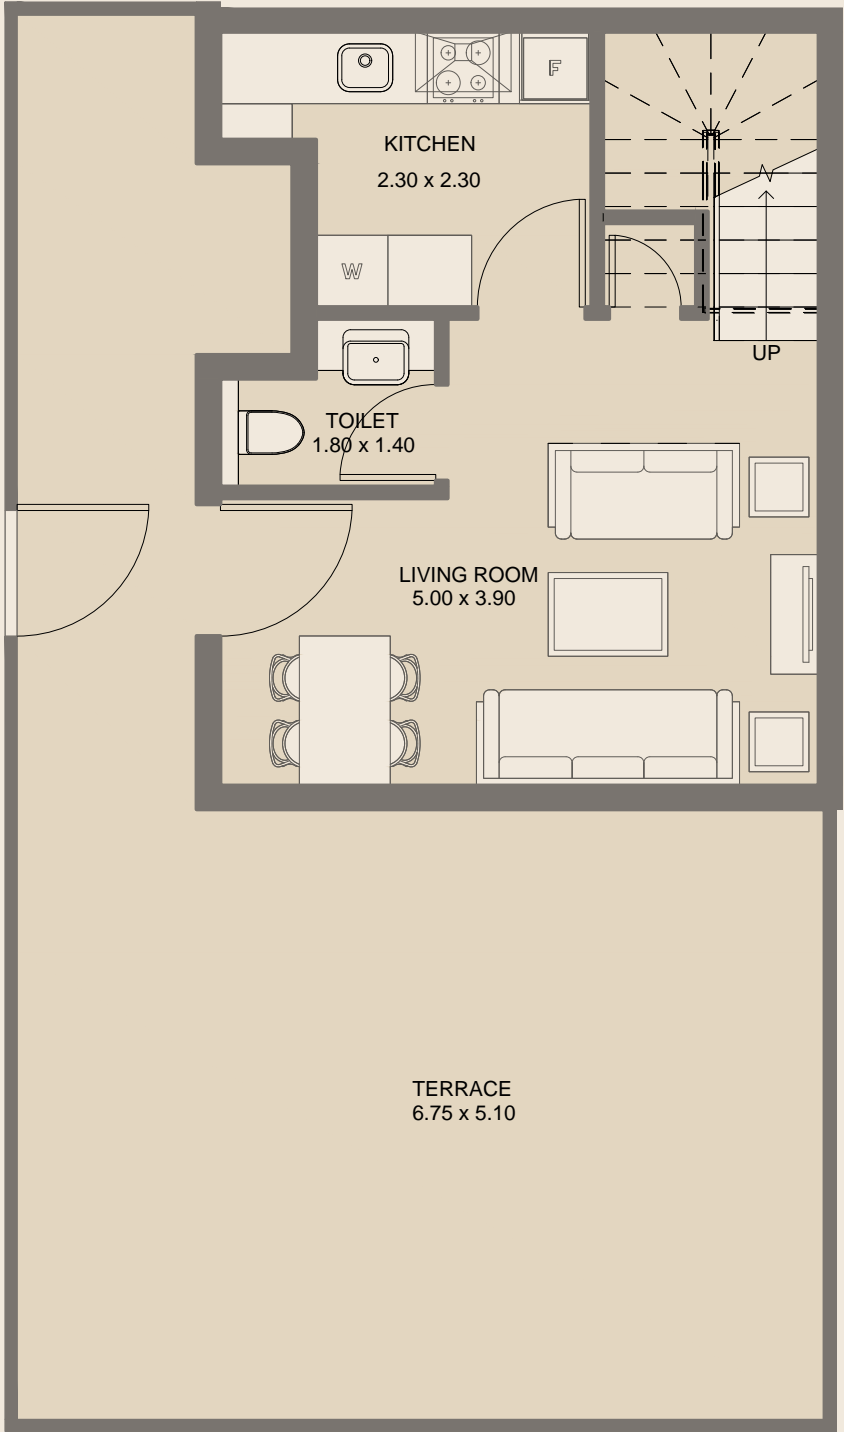 F
KITCHEN
2.30 x 2.30
W
UP
TOILET
1.80 x 1.40
LIVING ROOM
5.00 x 3.90
TERRACE
6.75 x 5.10